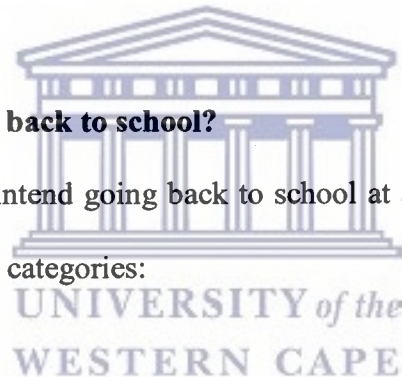 back to school?
intend going back to school at
categories:
UNIVERSITY of the
WESTERN CAPE